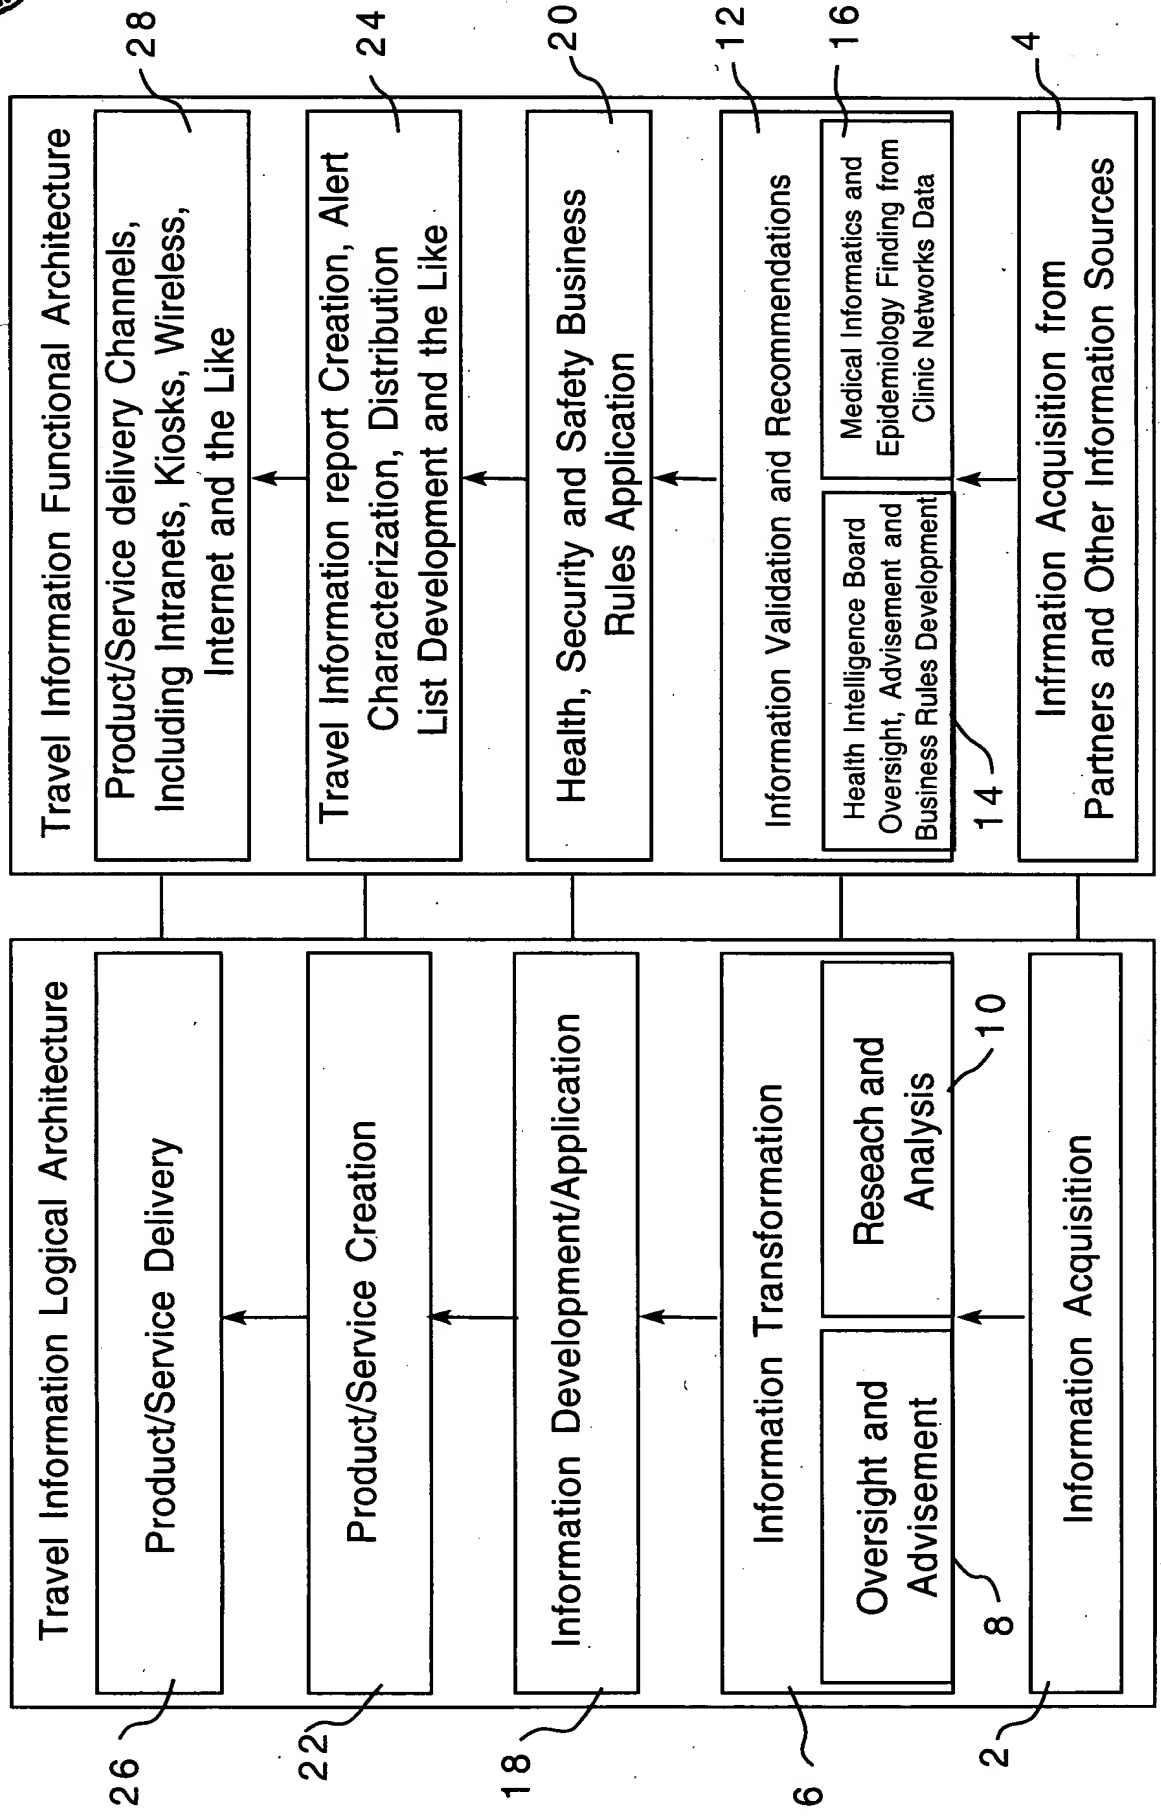 Travel Information Logical Architecture
Product/Service Delivery
26
Product/Service Creation
22
Information Development/Application
18
Information Transformation
6
Oversight and
Advisement
8
Reseach and
Analysis
10
Information Acquisition
2
Travel Information Functional Architecture
Product/Service delivery Channels,
Including Intranets, Kiosks, Wireless,
Internet and the Like
28
Travel Information report Creation, Alert
Characterization, Distribution
List Development and the Like
24
Health, Security and Safety Business
Rules Application
20
Information Validation and Recommendations
12
Health Intelligence Board
Oversight, Advisement and
Business Rules Development
14
Medical Informatics and
Epidemiology Finding from
Clinic Networks Data
16
Infrmation Acquisition from
Partners and Other Information Sources
4